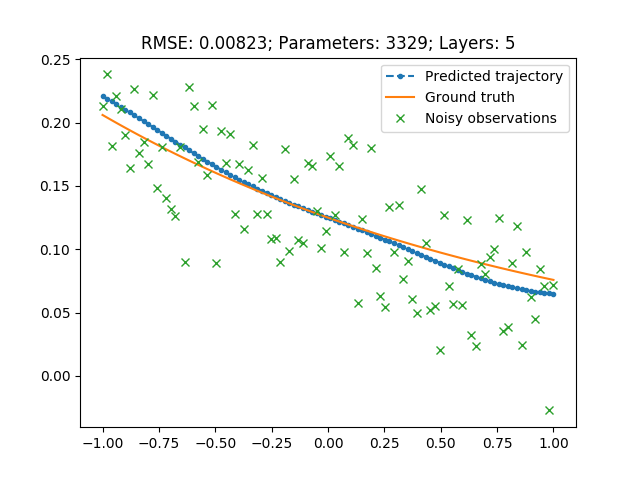 RMSE: 0.00823; Parameters: 3329; Layers: 5
0.25
0.20
0.15
0.10
0.05
0.00
Predicted trajectory
Ground truth
Noisy observations
−1.00 −0.75 −0.50 −0.25 0.00 0.25 0.50 0.75 1.00